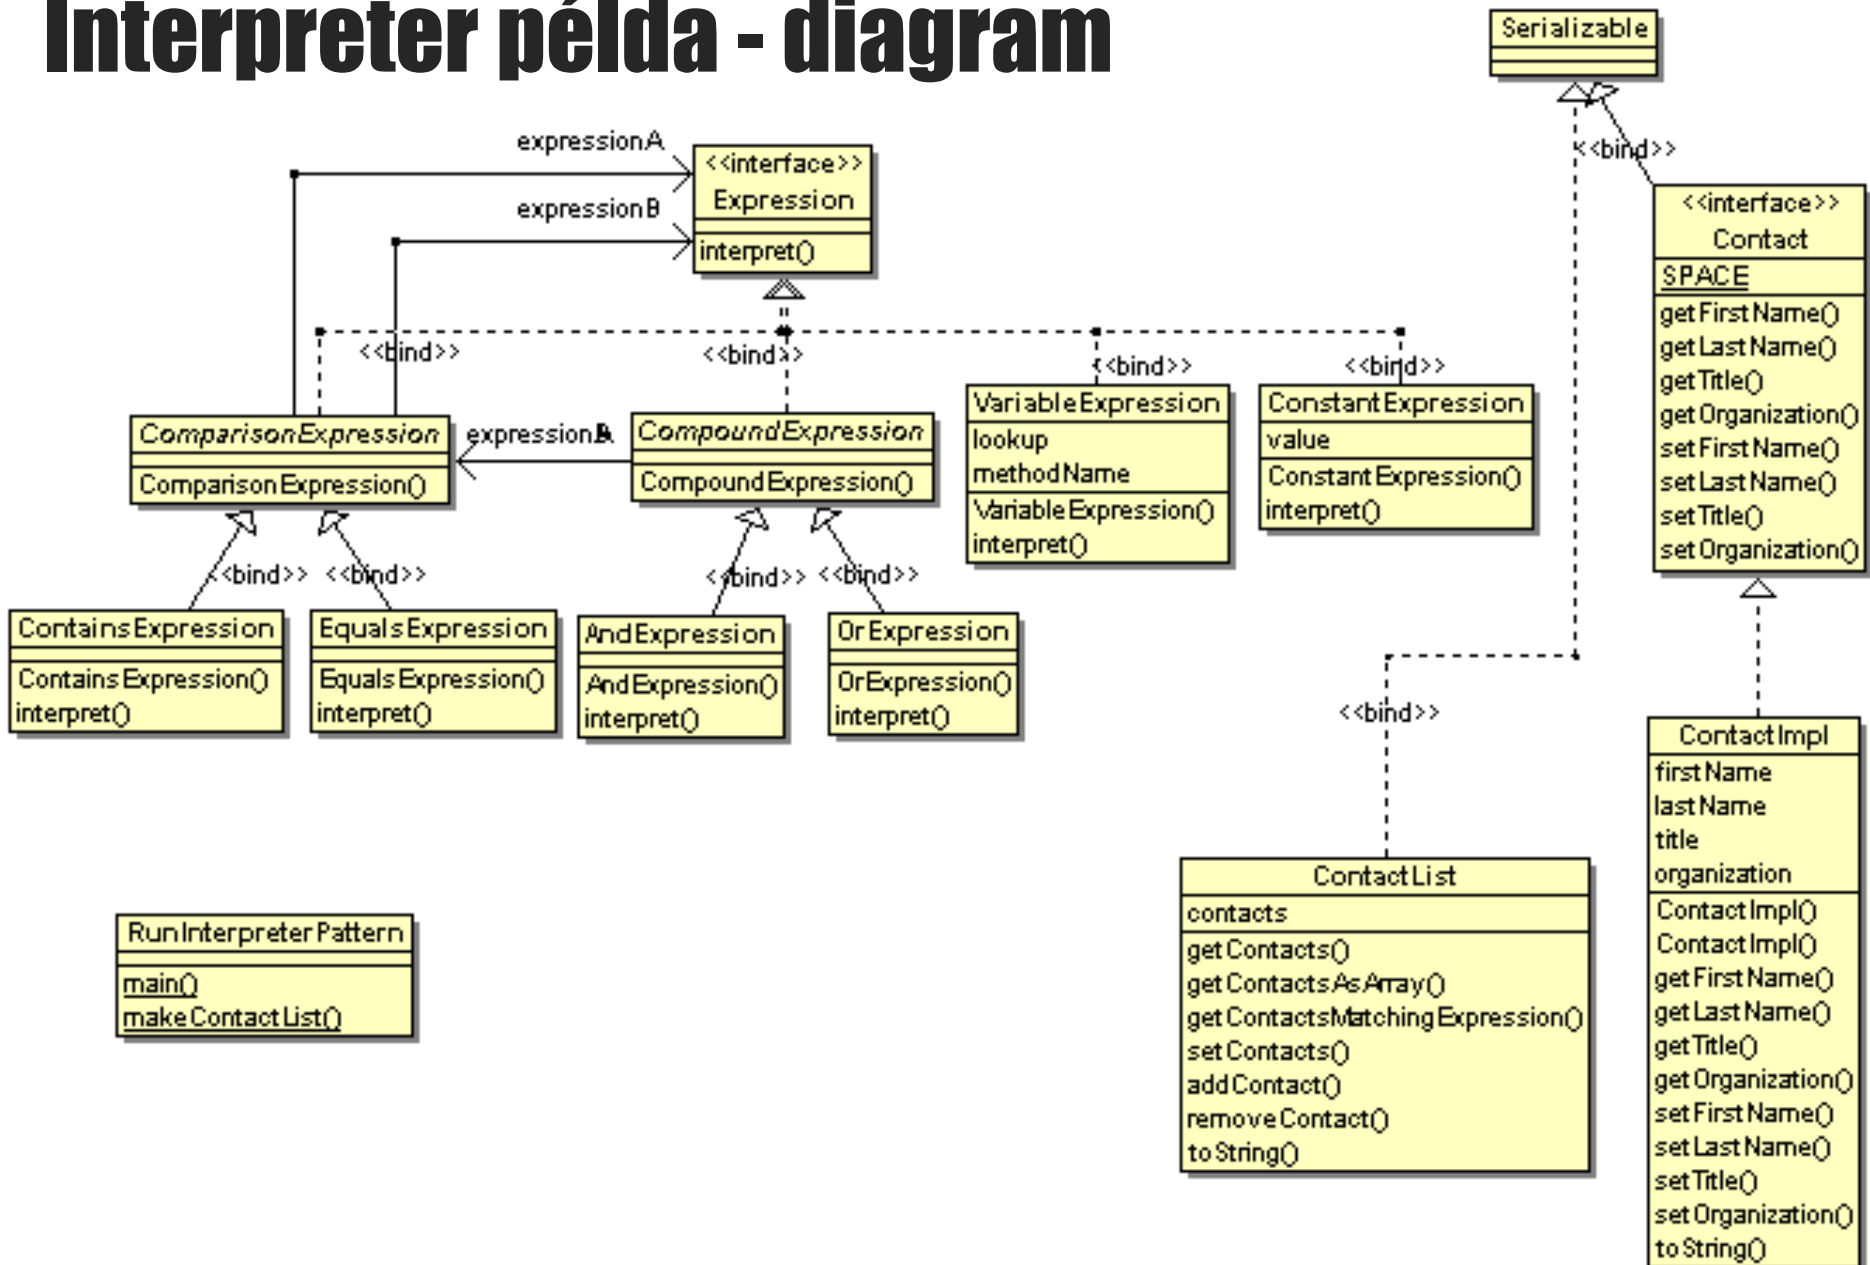 Interpreter példa - diagram
Serializable
<<bind>>
expressionA
expressionB
<<interface>>
Expression
interpret()
<<bind>>
<<bind>>
<<bind>>
<<bind>>
ComparisonExpression
ComparisonExpression()
CompoundExpression
CompoundExpression()
VariableExpression
lookup
methodName
VariableExpression()
interpret()
ConstantExpression
value
ConstantExpression()
interpret()
<<bind>>
<<bind>>
<<bind>>
<<bind>>
ContainsExpression
ContainsExpression()
interpret()
EqualsExpression
EqualsExpression()
interpret()
AndExpression
AndExpression()
interpret()
OrExpression
OrExpression()
interpret()
<<interface>>
Contact
SPACE
getFirstName()
getLastName()
getTitle()
getOrganization()
setFirstName()
setLastName()
setTitle()
setOrganization()
<<bind>>
RunInterpreterPattern
main()
makeContactList()
ContactList
contacts
getContacts()
getContactsAsArray()
getContactsMatchingExpression()
setContacts()
addContact()
removeContact()
toString()
ContactImpl
firstName
lastName
title
organization
ContactImpl()
ContactImpl()
getFirstName()
getLastName()
getTitle()
getOrganization()
setFirstName()
setLastName()
setTitle()
setOrganization()
toString()